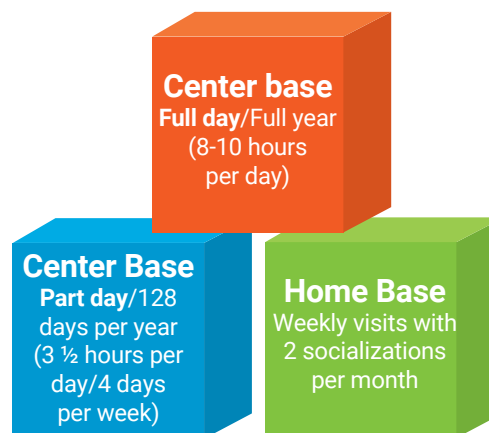 Center base
Full day/Full year
(8-10 hours
per day)
Center Base
Part day/128
days per year
(3 ½ hours per
day/4 days
per week)
Home Base
Weekly visits with
2 socializations
per month